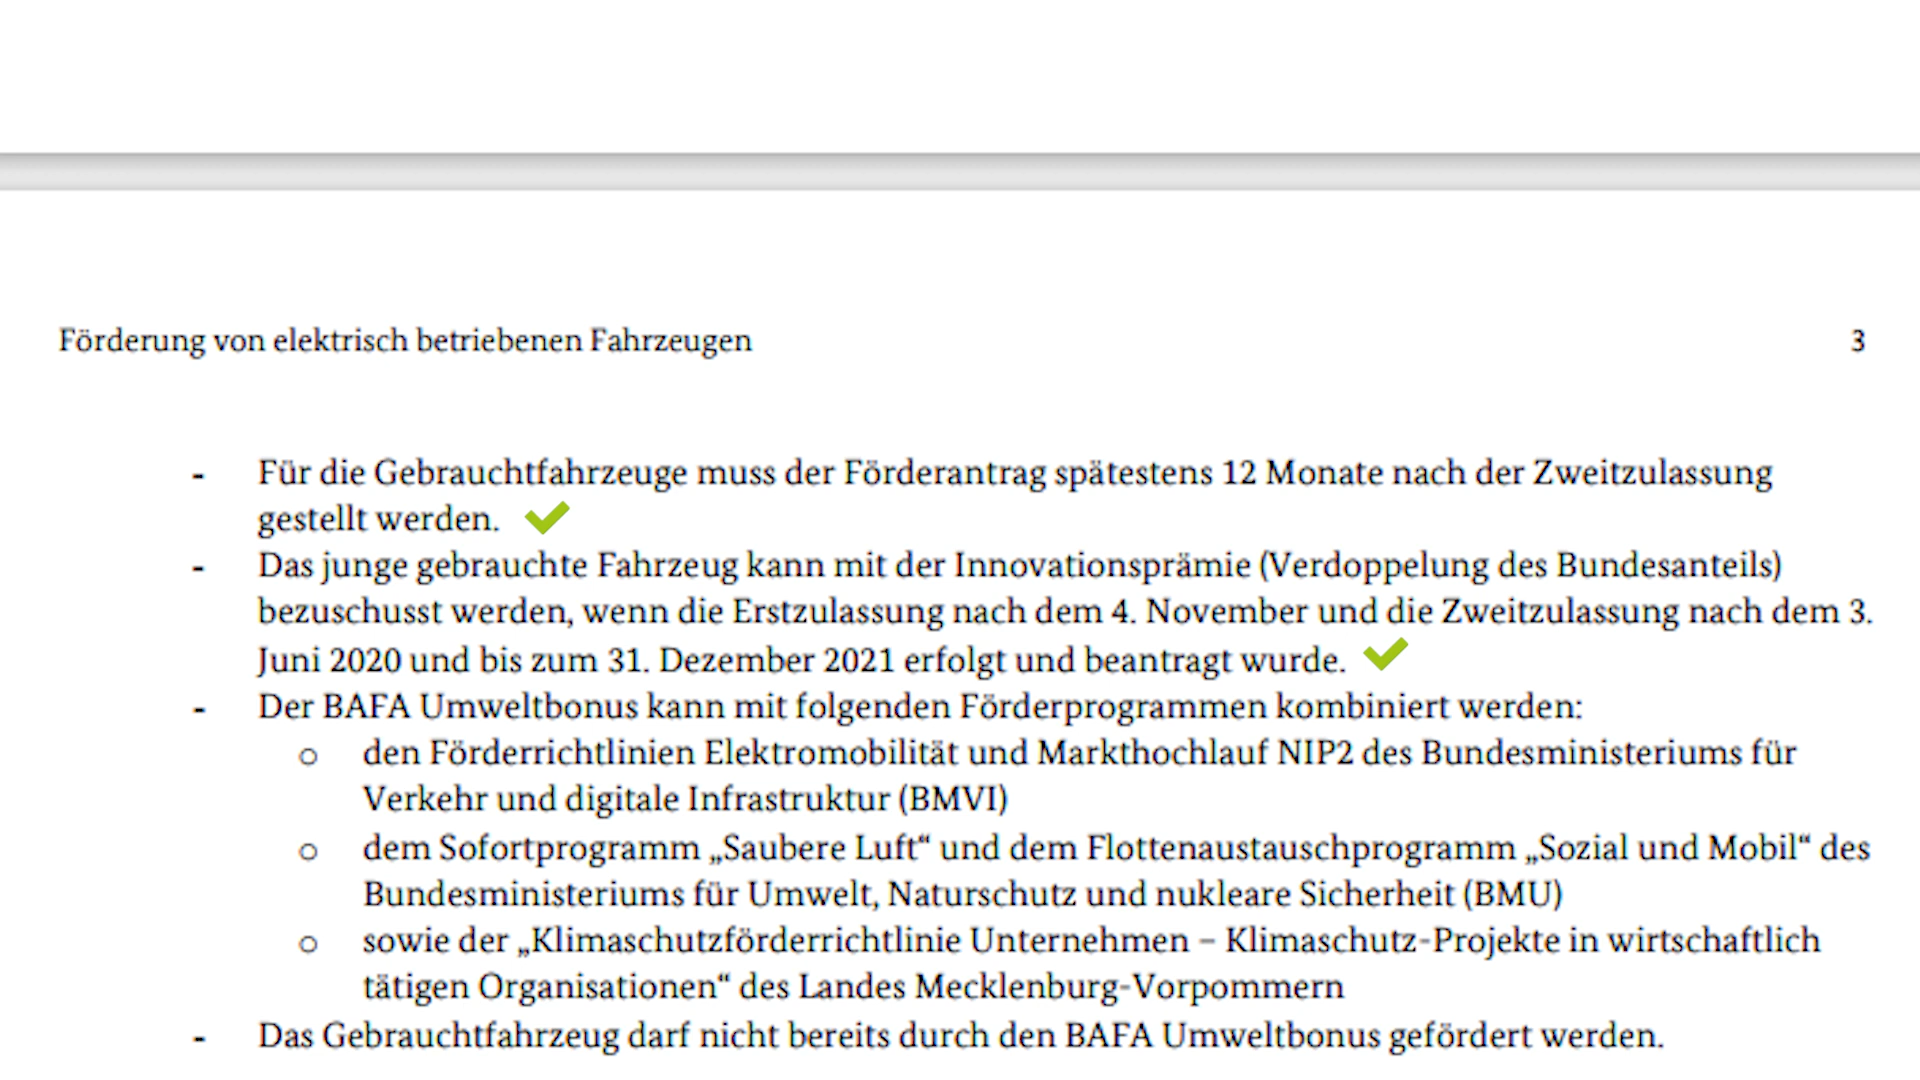 Förderung von elektrisch betriebenen Fahrzeugen 3
- Für die Gebrauchtfahrzeuge muss der Förderantrag spätestens 12 Monate nach der Zweitzulassung
gestellt werden.
- Das junge gebrauchte Fahrzeug kann mit der Innovationsprämie (Verdoppelung des Bundesanteils)
bezuschusst werden, wenn die Erstzulassung nach dem 4. November und die Zweitzulassung nach dem 3.
Juni 2020 und bis zum 31. Dezember 2021 erfolgt und beantragt wurde.
- Der BAFA Umweltbonus kann mit folgenden Förderprogrammen kombiniert werden:
o den Förderrichtlinien Elektromobilität und Markthochlauf NIP2 des Bundesministeriums für
Verkehr und digitale Infrastruktur (BMVI)
o dem Sofortprogramm „Saubere Luft“ und dem Flottenaustauschprogramm „Sozial und Mobil“ des
Bundesministeriums für Umwelt, Naturschutz und nukleare Sicherheit (BMU)
o sowie der „Klimaschutzförderrichtlinie Unternehmen – Klimaschutz-Projekte in wirtschaftlich
tätigen Organisationen“ des Landes Mecklenburg-Vorpommern
- Das Gebrauchtfahrzeug darf nicht bereits durch den BAFA Umweltbonus gefördert werden.